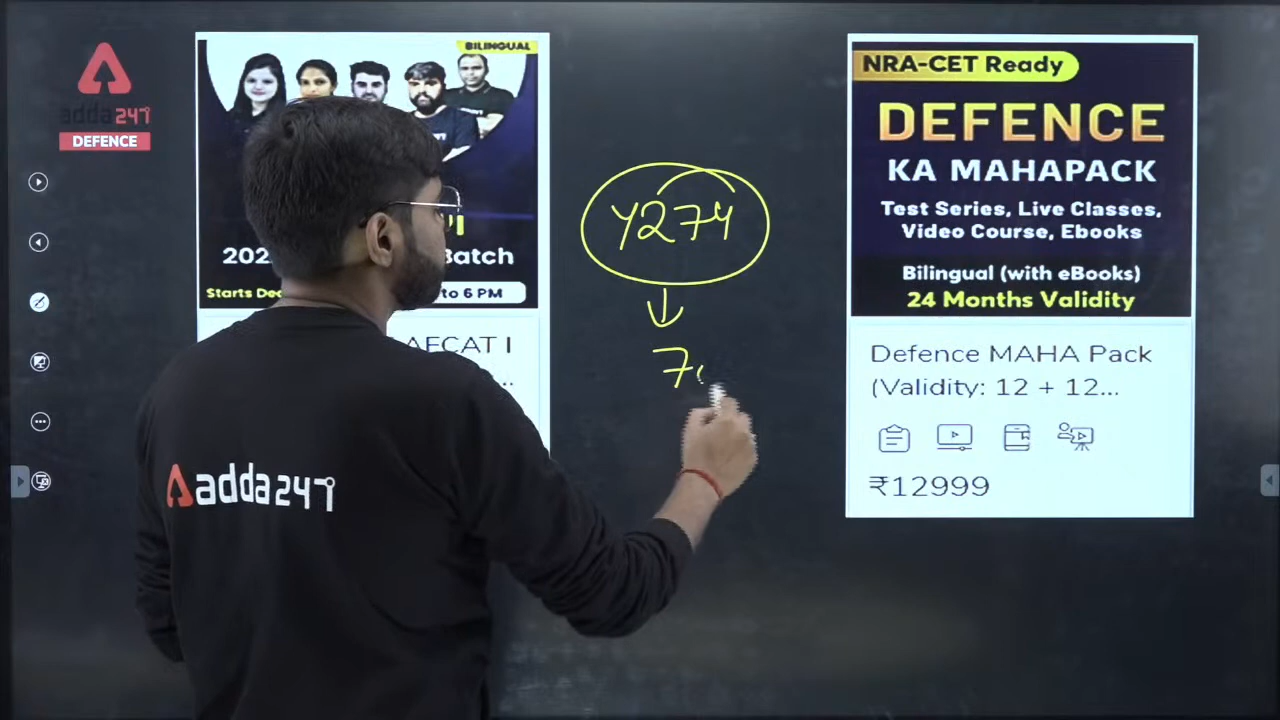 adda247
DEFENCE
BILINGUAL
202
Batch
Starts De
to 6 PM
AFCAT I
...
adda247
Y274
7
NRA-CET Ready
DEFENCE
KA MAHAPACK
Test Series, Live Classes,
Video Course, Ebooks
Bilingual (with eBooks)
24 Months Validity
Defence MAHA Pack
(Validity: 12 + 12...
₹12999